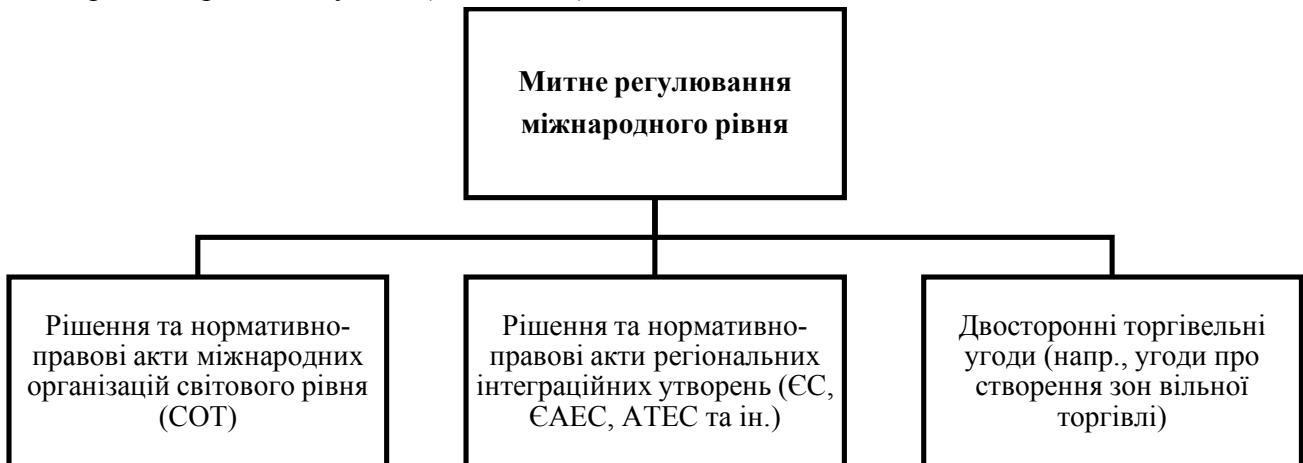 Митне регулювання
міжнародного рівня
Рішення та нормативно-
правові акти міжнародних
організацій світового рівня
(СОТ)
Рішення та нормативно-
правові акти регіональних
інтеграційних утворень (ЄС,
ЄАЕС, АТЕС та ін.)
Двосторонні торгівельні
угоди (напр., угоди про
створення зон вільної
торгівлі)